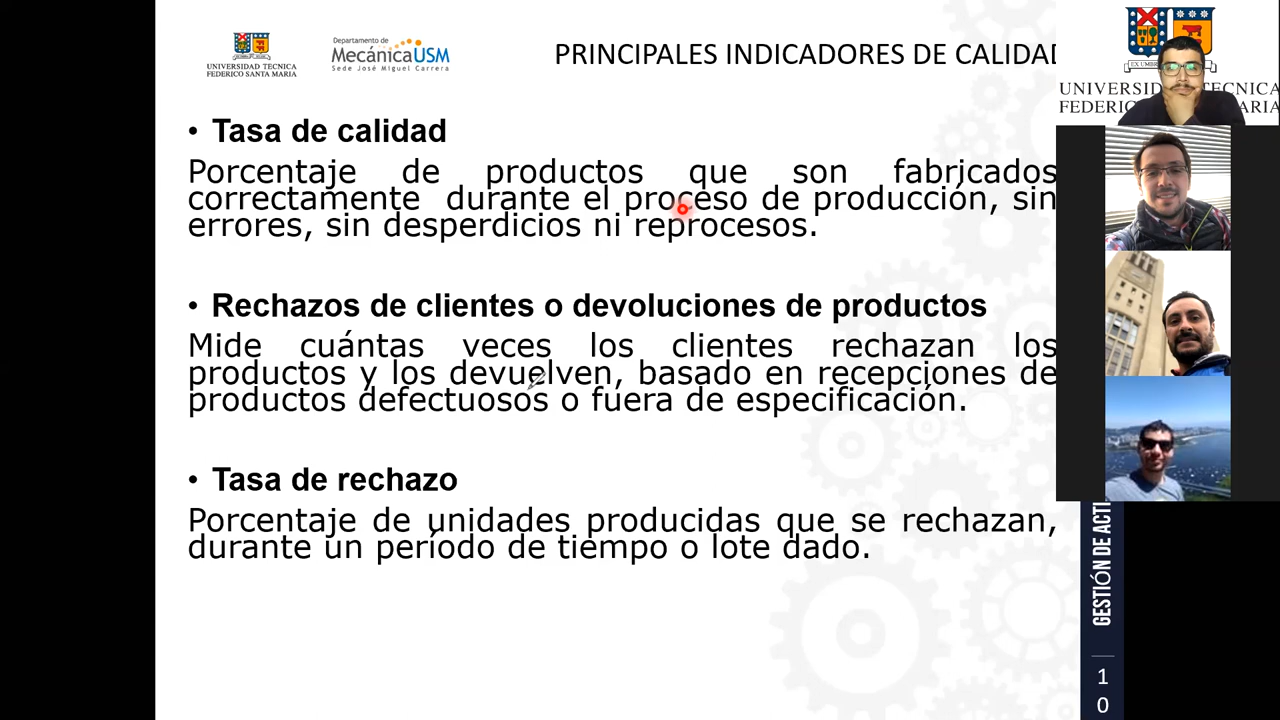 UNIVERSIDAD TECNICA
FEDERICO SANTA MARIA
Departamento de
MecánicaUSM
Sede José Miguel Carrera
PRINCIPALES INDICADORES DE CALIDAD
• Tasa de calidad
Porcentaje de productos que son fabricados
correctamente durante el proceso de producción, sin
errores, sin desperdicios ni reprocesos.
• Rechazos de clientes o devoluciones de productos
Mide cuántas veces los clientes rechazan los
productos y los devuelven, basado en recepciones de
productos defectuosos o fuera de especificación.
• Tasa de rechazo
Porcentaje de unidades producidas que se rechazan,
durante un período de tiempo o lote dado.
UNIVERSID TECNICA
FEDERICO ARIA
GESTIÓN DE ACTI
1
0